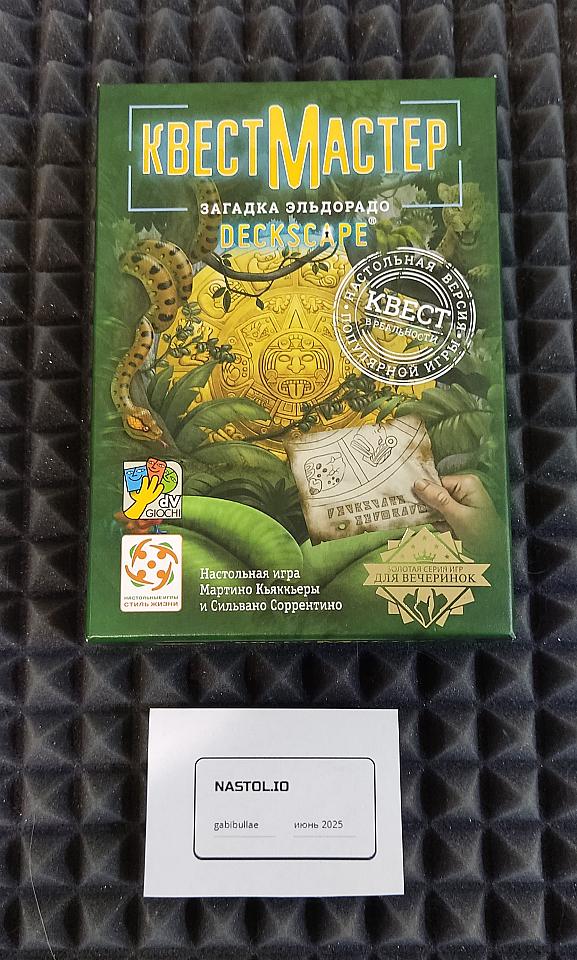 КВЕСТМАСТЕР
ЗАГАДКА ЭЛЬДОРАДО
DECKSCAPE®
НАСТОЛЬНАЯ ВЕРСИЯ
КВЕСТ
В РЕАЛЬНОСТИ
ПОПУЛЯРНОЙ ИГРЫ
dV
GIOCHI
НАСТОЛЬНЫЕ ИГРЫ
СТИЛЬ ЖИЗНИ
Настольная игра
Мартино Кьяккьеры
и Сильвано Соррентино
ЗОЛОТАЯ СЕРИЯ ИГР
ДЛЯ ВЕЧЕРИНОК
NASTOL.IO
gabibullae июнь 2025